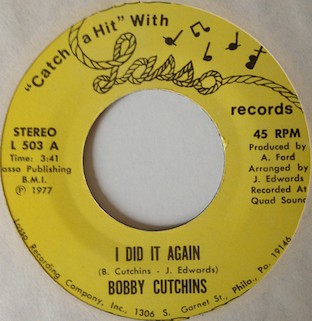 "Catch a Hit" With
Lasso
records
STEREO
L 503 A
Time: 3:41
Lasso Publishing
B.M.I.
℗ 1977
45 RPM
Produced by
A. Ford
Arranged by
J. Edwards
Recorded At
Quad Sound
I DID IT AGAIN
(B. Cutchins - J. Edwards)
BOBBY CUTCHINS
Lasso Recording Company, Inc., 1306 S. Garnet St., Phila., Pa. 19146